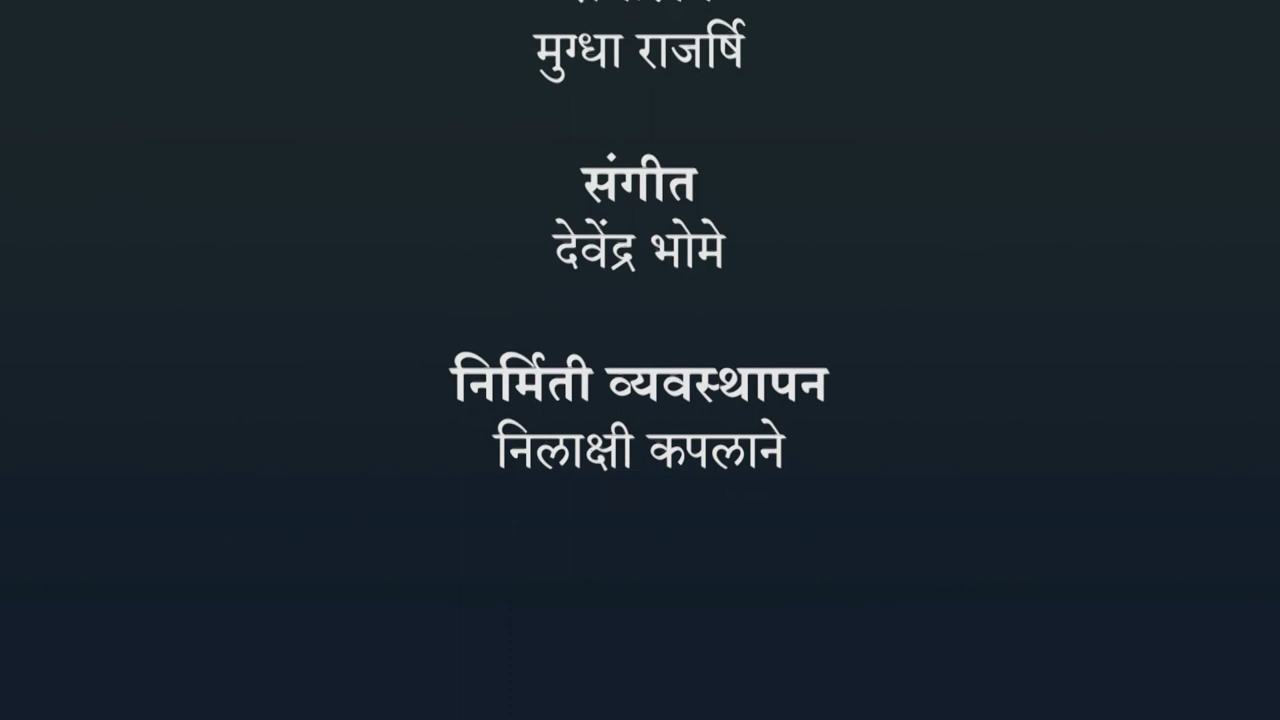 मुग्धा राजर्षि
संगीत
देवेंद्र भोमे
निर्मिती व्यवस्थापन
निलाक्षी कपलाने